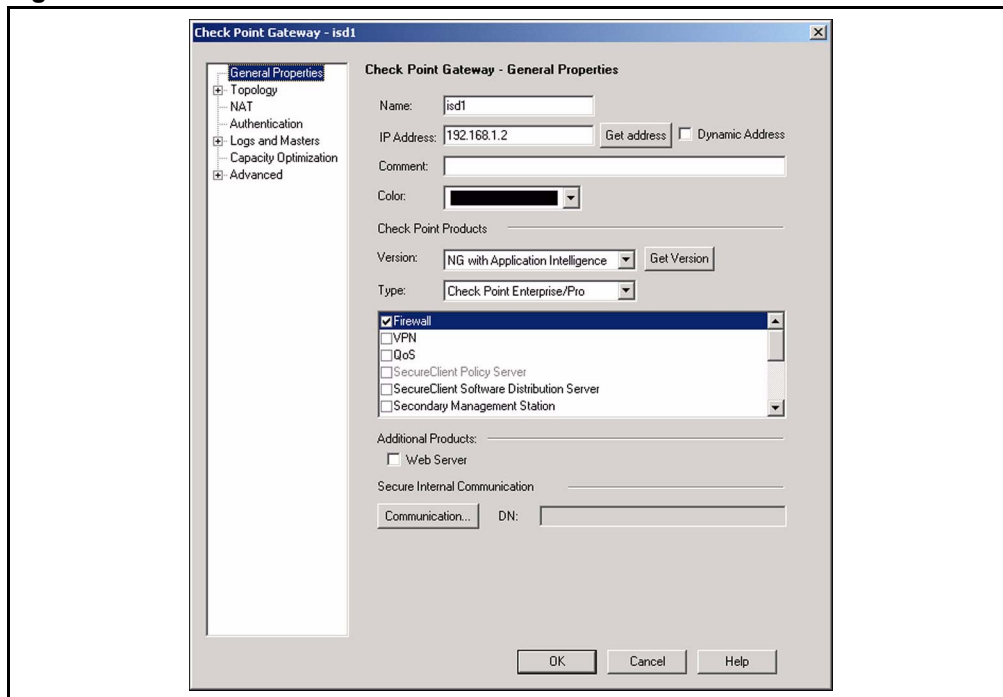 Check Point Gateway - isd1
General Properties
Topology
NAT
Authentication
Logs and Masters
Capacity Optimization
Advanced
Check Point Gateway - General Properties
Name: isd1
IP Address: 192.168.1.2 Get address Dynamic Address
Comment:
Color:
Check Point Products
Version: NG with Application Intelligence Get Version
Type: Check Point Enterprise/Pro
Firewall
VPN
QoS
SecureClient Policy Server
SecureClient Software Distribution Server
Secondary Management Station
Additional Products:
Web Server
Secure Internal Communication
Communication... DN:
OK Cancel Help